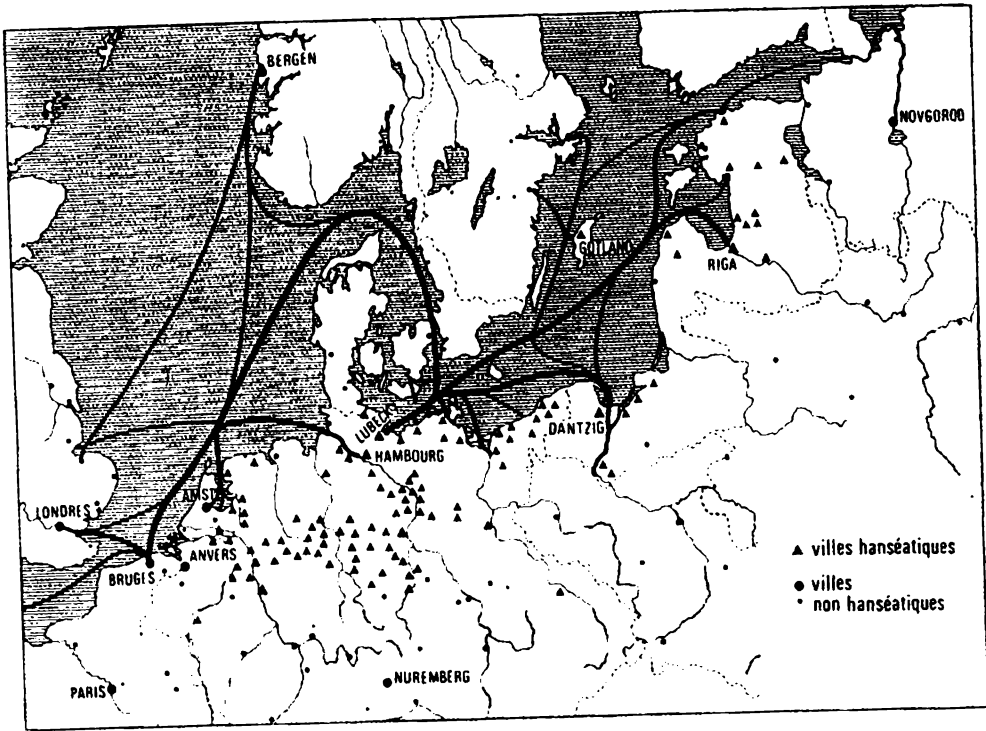 BERGEN
NOVGOROD
GOTLAND
RIGA
LUBECK
DANTZIG
HAMBOURG
AMST
LONDRES
ANVERS
BRUGES
villes hanséatiques
villes
non hanséatiques
PARIS
NUREMBERG